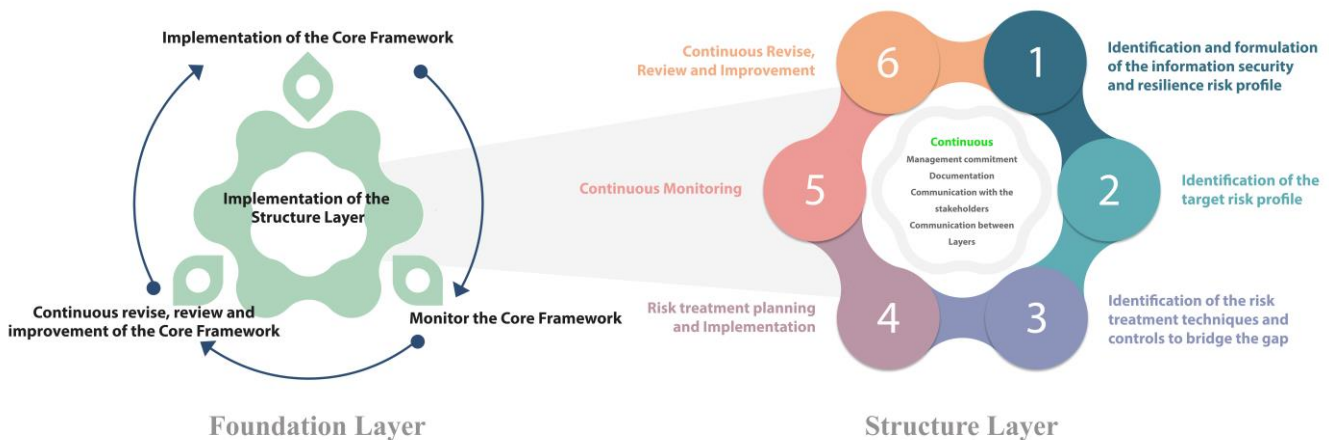 Implementation of the Core Framework
Implementation of the
Structure Layer
Continuous revise, review and
improvement of the Core Framework
Monitor the Core Framework
Foundation Layer
Continuous Revise,
Review and Improvement
6
1
Identification and formulation
of the information security
and resilience risk profile
Continuous Monitoring
5
Continuous
Management commitment
Documentation
Communication with the
stakeholders
Communication between
Layers
2
Identification of the
target risk profile
Risk treatment planning
and Implementation
4
3
Identification of the risk
treatment techniques and
controls to bridge the gap
Structure Layer